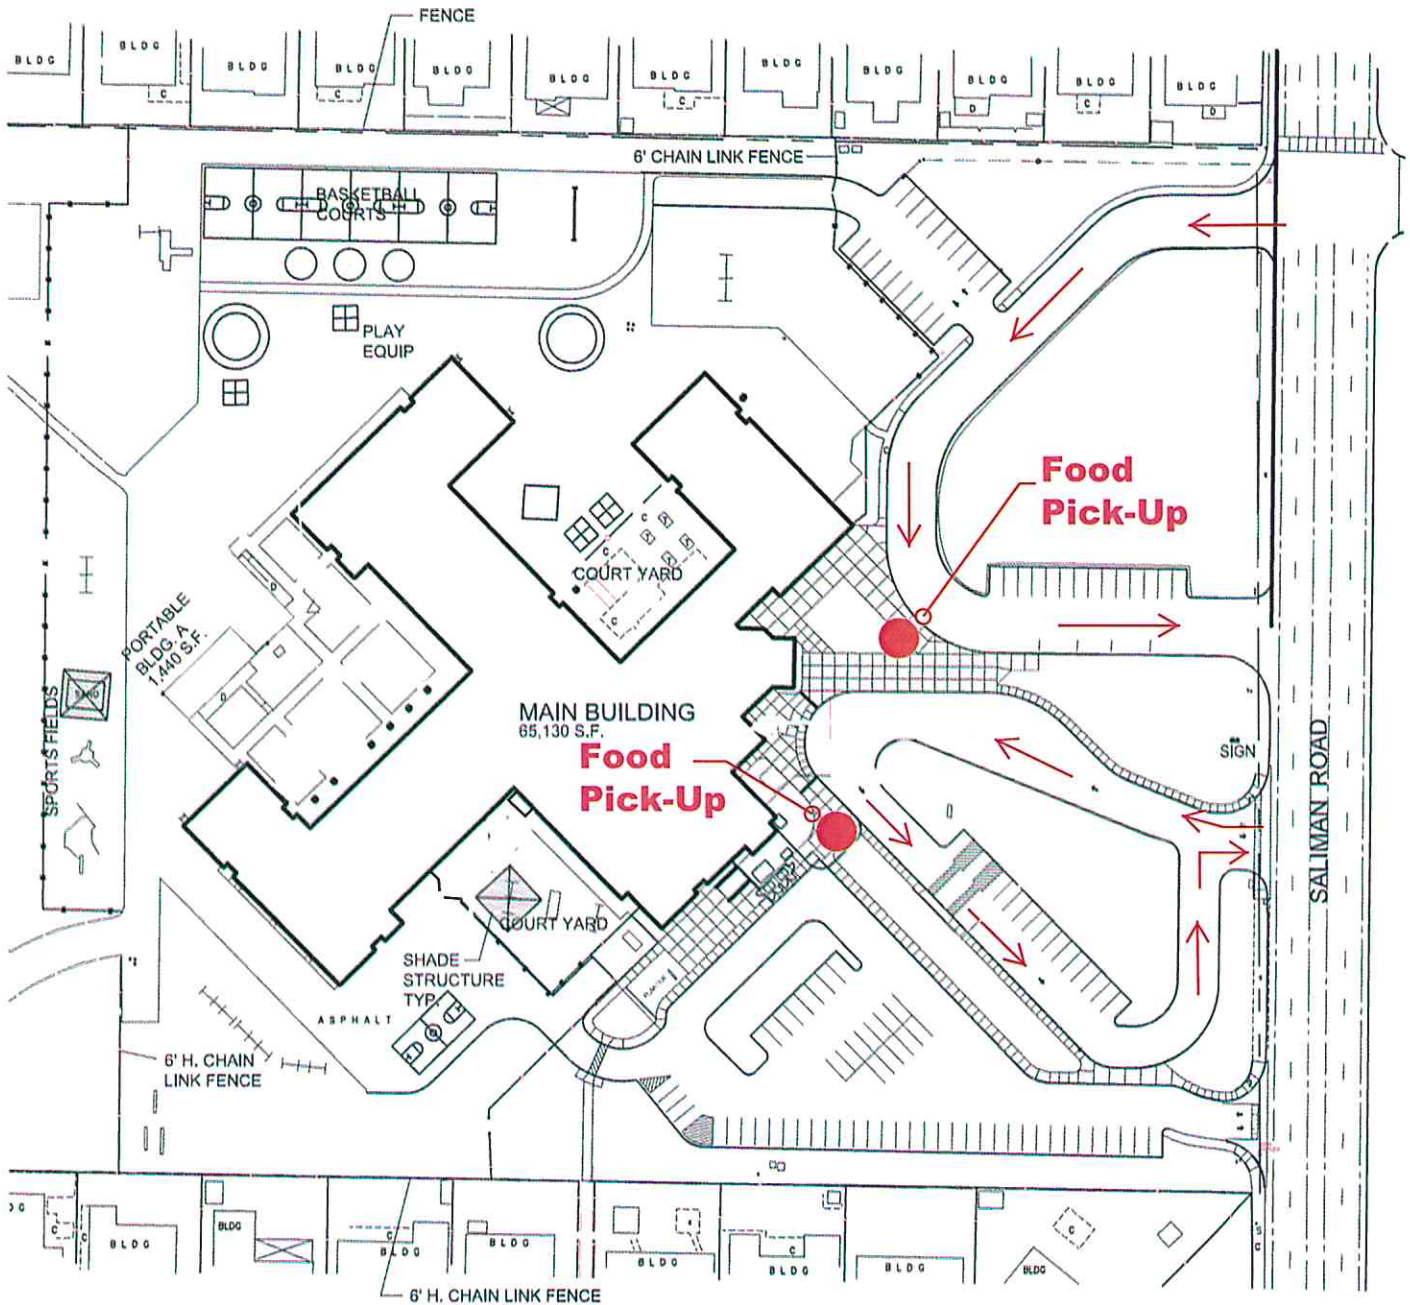 FENCE
BLDG
BLDG
BLDG
BLDG
BLDG
BLDG
BLDG
BLDG
BLDG
BLDG
BLDG
BLDG
C
C
C
D
C
D
6' CHAIN LINK FENCE
BASKETBALL
COURTS
PLAY
EQUIP
Food
Pick-Up
COURT YARD
C
C
C
D
PORTABLE
BLDG. A
1,440 S.F.
D
SPORTS FIELDS
SAND
MAIN BUILDING
65,130 S.F.
Food
Pick-Up
SIGN
SALIMAN ROAD
COURT YARD
SHADE
STRUCTURE
TYP.
ASPHALT
6' H. CHAIN
LINK FENCE
C
C
BLDG
BLDG
C
BLDG
BLDG
BLDG
C
BLDG
BLDG
C
BLDG
6' H. CHAIN LINK FENCE